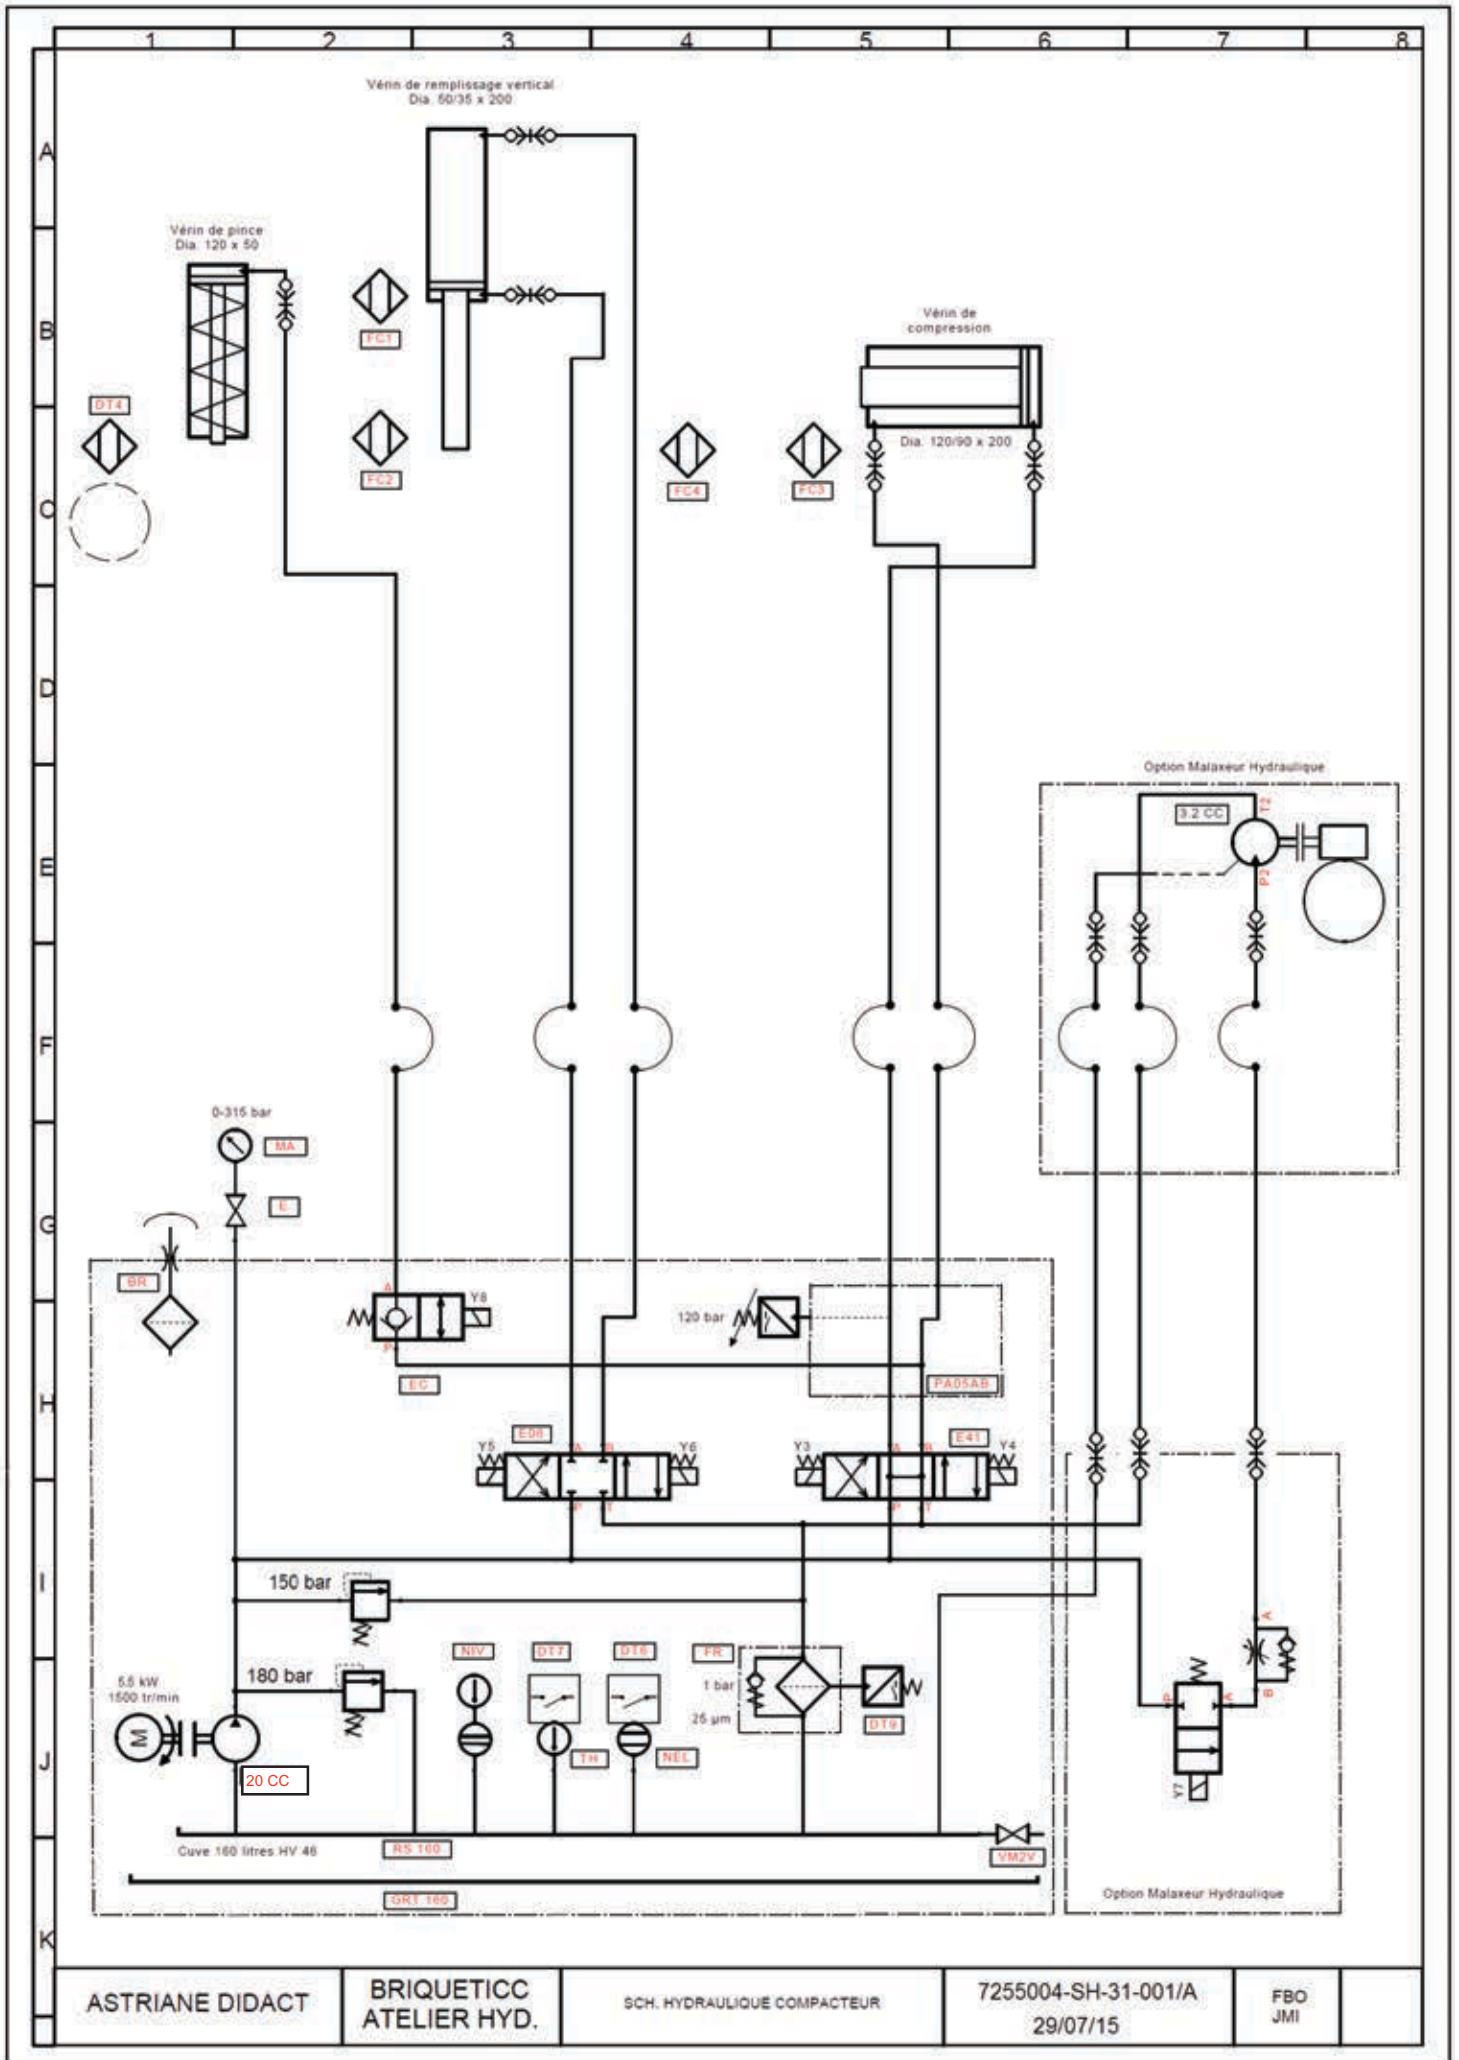 1 2 3 4 5 6 7 8
A
B
C
D
E
F
G
H
I
J
K
Vérin de remplissage vertical
Dia. 50/35 x 200
Vérin de pince
Dia. 120 x 50
FC1
Vérin de
compression
DT4
FC2
Dia. 120/90 x 200
FC4
FC3
Option Malaxeur Hydraulique
3.2 CC
T2
P2
0-315 bar
MA
E
BR
A
Y8
P
EC
120 bar
PA05AB
E08
Y5
A
B
Y6
P
T
E41
Y3
A
B
Y4
P
T
150 bar
180 bar
5.5 kW
1500 tr/min
M
20 CC
NIV
DT7
DT6
TH
NEL
FR
1 bar
25 µm
DT9
A
B
P
A
Y7
Cuve 160 litres HV 46
RS 160
VM2V
GRT 160
Option Malaxeur Hydraulique
ASTRIANE DIDACT
BRIQUETICC
ATELIER HYD.
SCH. HYDRAULIQUE COMPACTEUR
7255004-SH-31-001/A
29/07/15
FBO
JMI